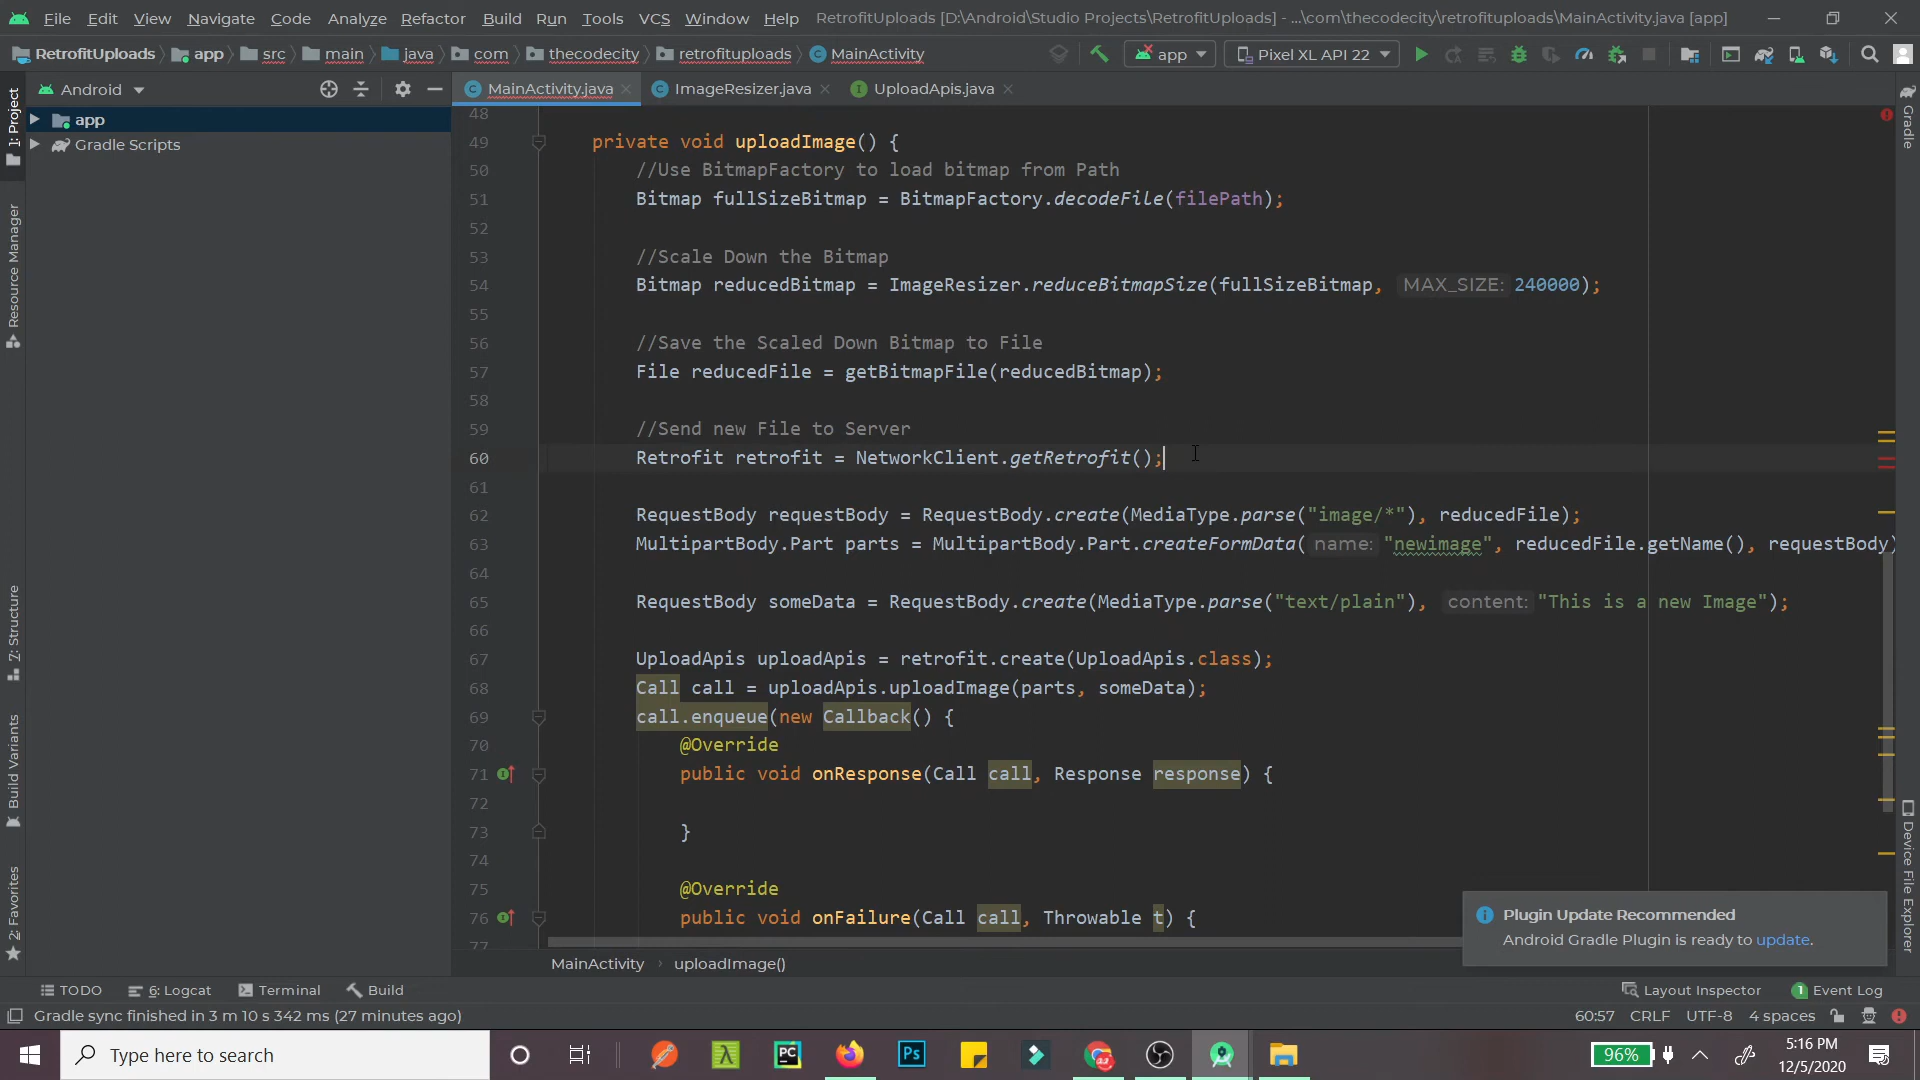 File Edit View Navigate Code Analyze Refactor Build Run Tools VCS Window Help RetrofitUploads [D:\Android\Studio Projects\RetrofitUploads] - ...\com\thecodecity\retrofituploads\MainActivity.java [app]
RetrofitUploads app src main java com thecodecity retrofituploads MainActivity app Pixel XL API 22
Android
MainActivity.java ImageResizer.java UploadApis.java
app
Gradle Scripts
1: Project
Resource Manager
Z: Structure
Build Variants
2: Favorites
48
49 private void uploadImage() {
50 //Use BitmapFactory to load bitmap from Path
51 Bitmap fullSizeBitmap = BitmapFactory.decodeFile(filePath);
52
53 //Scale Down the Bitmap
54 Bitmap reducedBitmap = ImageResizer.reduceBitmapSize(fullSizeBitmap, MAX_SIZE: 240000);
55
56 //Save the Scaled Down Bitmap to File
57 File reducedFile = getBitmapFile(reducedBitmap);
58
59 //Send new File to Server
60 Retrofit retrofit = NetworkClient.getRetrofit();
61
62 RequestBody requestBody = RequestBody.create(MediaType.parse("image/*"), reducedFile);
63 MultipartBody.Part parts = MultipartBody.Part.createFormData( name: "newimage", reducedFile.getName(), requestBody)
64
65 RequestBody someData = RequestBody.create(MediaType.parse("text/plain"), content: "This is a new Image");
66
67 UploadApis uploadApis = retrofit.create(UploadApis.class);
68 Call call = uploadApis.uploadImage(parts, someData);
69 call.enqueue(new Callback() {
70 @Override
71 public void onResponse(Call call, Response response) {
72
73 }
74
75 @Override
76 public void onFailure(Call call, Throwable t) {
77
Gradle
Device File Explorer
Plugin Update Recommended
Android Gradle Plugin is ready to update.
MainActivity › uploadImage()
TODO 6: Logcat Terminal Build Layout Inspector 1 Event Log
Gradle sync finished in 3 m 10 s 342 ms (27 minutes ago) 60:57 CRLF UTF-8 4 spaces
Type here to search PC Ps 96% 5:16 PM
12/5/2020